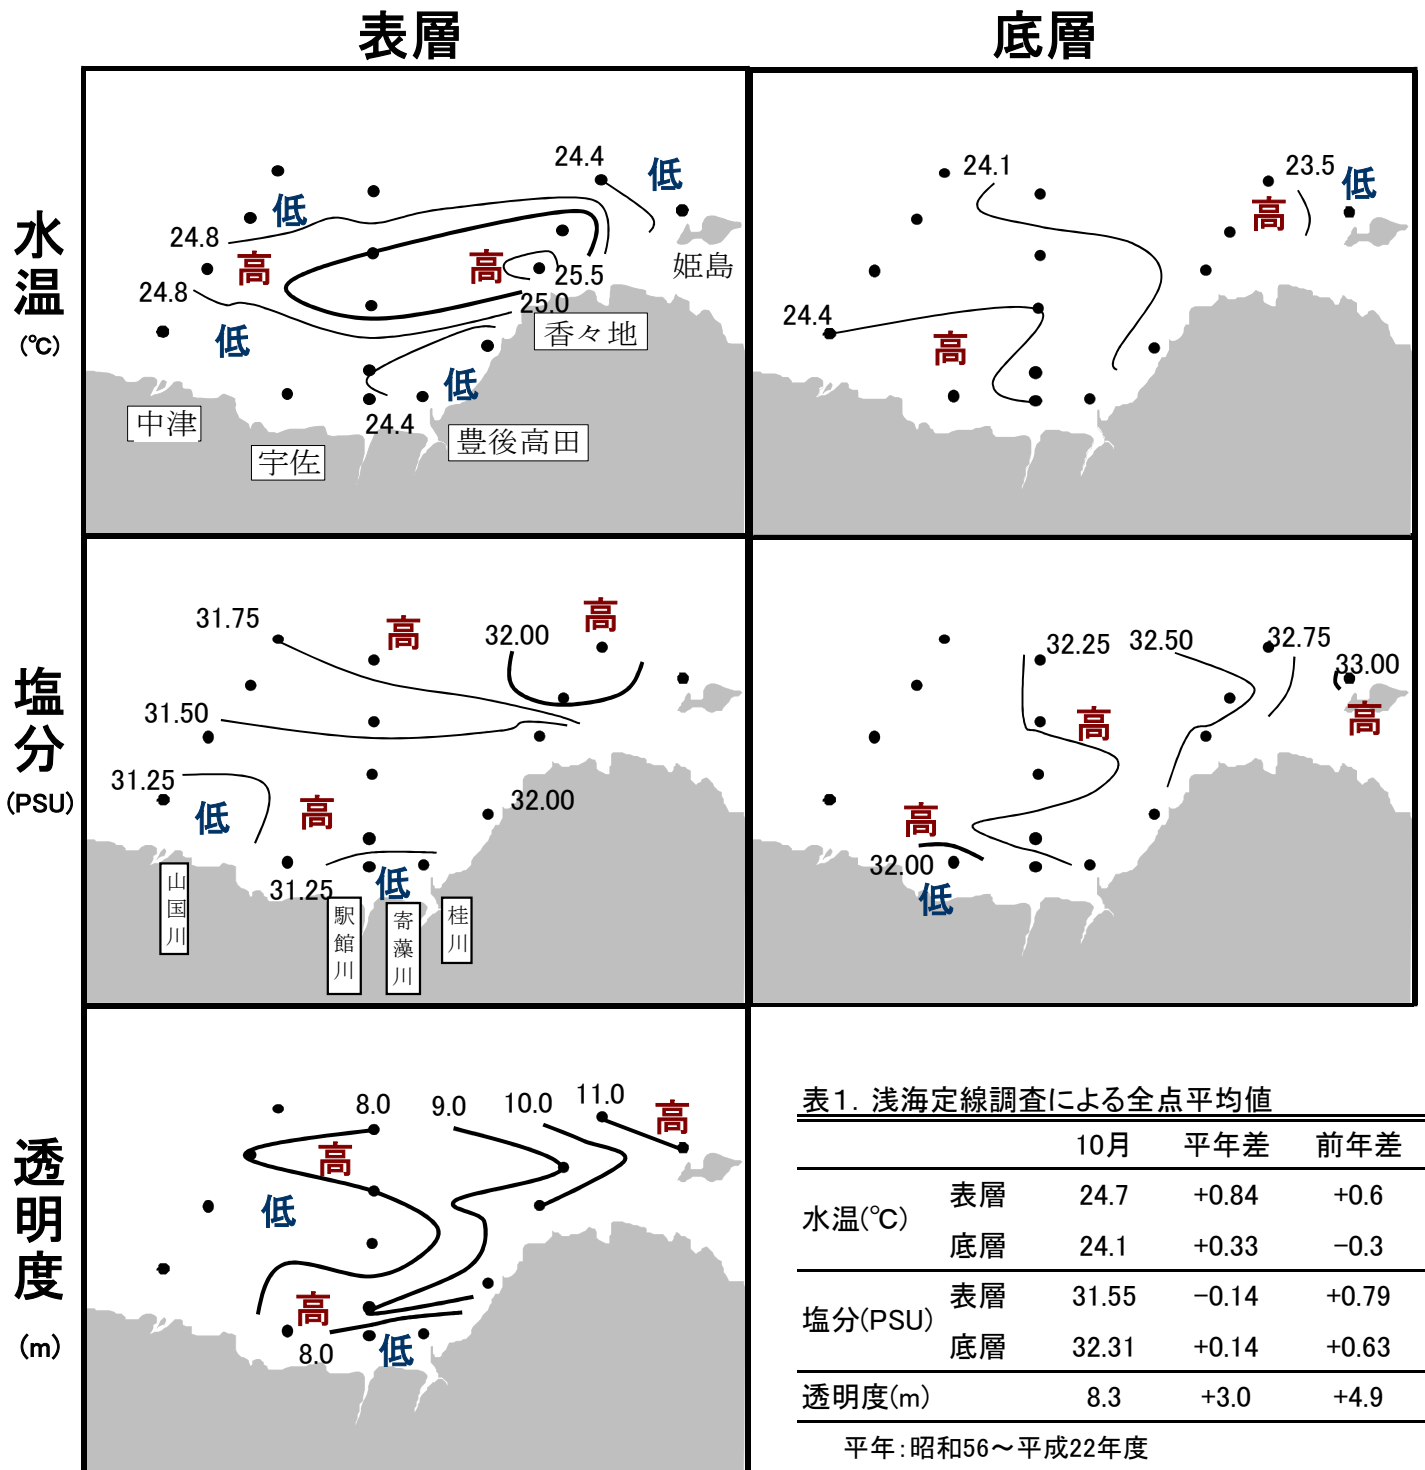 表層
底層
水温
(℃)
24.4
低
低
24.8
高
高
25.5
姫島
24.8
25.0
低
香々地
低
24.4
中津
豊後高田
宇佐
24.1
23.5
低
高
24.4
高
塩分
(PSU)
31.75
高
32.00
高
31.50
31.25
低
高
32.00
31.25
低
山国川
駅館川
寄藻川
桂川
32.25
32.50
32.75
33.00
高
高
高
32.00
低
透明度
(m)
8.0
9.0
10.0
11.0
高
高
低
高
8.0
低
表1. 浅海定線調査による全点平均値
10月 平年差 前年差
水温(℃) 表層 24.7 +0.84 +0.6
底層 24.1 +0.33 −0.3
塩分(PSU) 表層 31.55 −0.14 +0.79
底層 32.31 +0.14 +0.63
透明度(m) 8.3 +3.0 +4.9
平年:昭和56～平成22年度